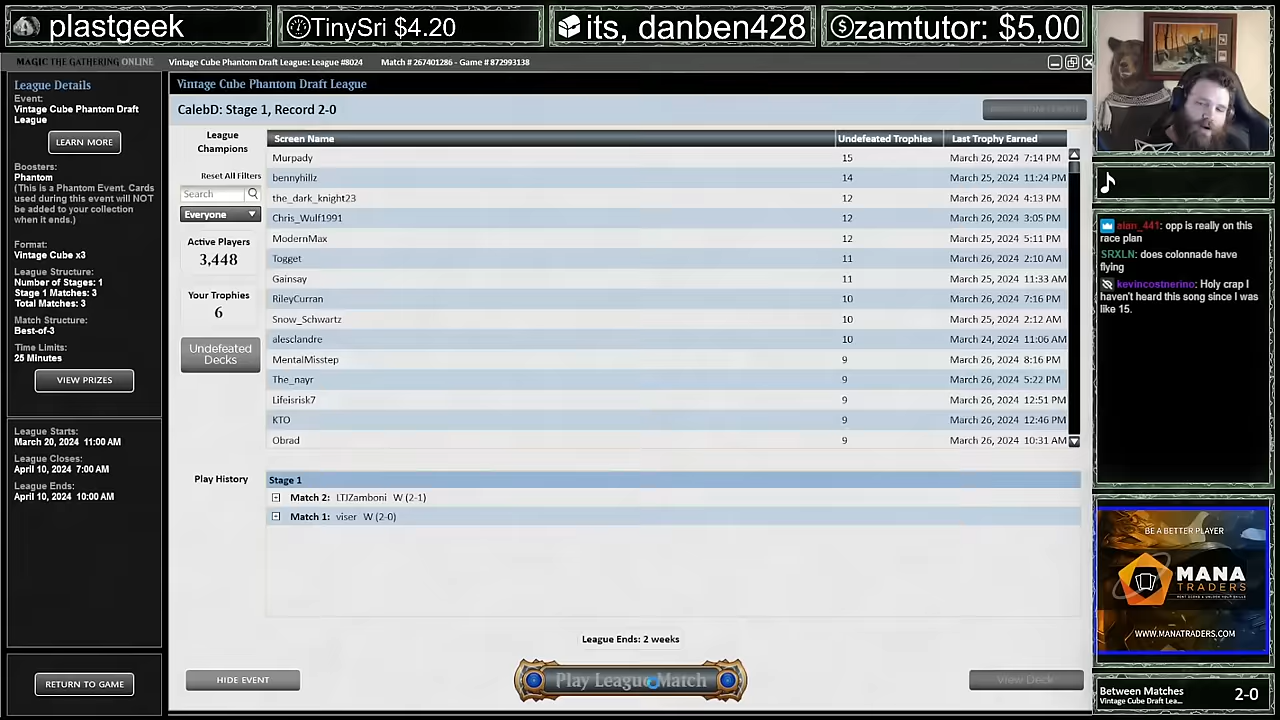 plastgeek
TinySri $4.20
its, danben428
zamtutor: $5,00
MAGIC THE GATHERING ONLINE
Vintage Cube Phantom Draft League: League #8024
Match # 267401286 - Game # 872993138
League Details
Event:
Vintage Cube Phantom Draft
League
LEARN MORE
Boosters:
Phantom
(This is a Phantom Event. Cards
used during this event will NOT
be added to your collection
when it ends.)
Format:
Vintage Cube x3
League Structure:
Number of Stages: 1
Stage 1 Matches: 3
Total Matches: 3
Match Structure:
Best-of-3
Time Limits:
25 Minutes
VIEW PRIZES
League Starts:
March 20, 2024 11:00 AM
League Closes:
April 10, 2024 7:00 AM
League Ends:
April 10, 2024 10:00 AM
RETURN TO GAME
Vintage Cube Phantom Draft League
CalebD: Stage 1, Record 2-0
League
Champions
Reset All Filters
Search
Everyone
Active Players
3,448
Your Trophies
6
Undefeated
Decks
Screen Name Undefeated Trophies Last Trophy Earned
Murpady 15 March 26, 2024 7:14 PM
bennyhillz 14 March 25, 2024 11:24 PM
the_dark_knight23 12 March 26, 2024 4:13 PM
Chris_Wulf1991 12 March 26, 2024 3:05 PM
ModernMax 12 March 26, 2024 5:11 PM
Togget 11 March 26, 2024 2:10 AM
Gainsay 11 March 25, 2024 11:33 AM
RileyCurran 10 March 26, 2024 7:16 PM
Snow_Schwartz 10 March 25, 2024 2:12 AM
alesclandre 10 March 24, 2024 11:06 AM
MentalMisstep 9 March 26, 2024 8:16 PM
The_nayr 9 March 26, 2024 5:22 PM
Lifeisrisk7 9 March 26, 2024 12:51 PM
KTO 9 March 26, 2024 12:46 PM
Obrad 9 March 26, 2024 10:31 AM
Play History
Stage 1
Match 2: LTJZamboni W (2-1)
Match 1: viser W (2-0)
League Ends: 2 weeks
HIDE EVENT
Play League Match
View Deck
alan_441: opp is really on this
race plan
SRXLN: does colonnade have
flying
kevincostnerino: Holy crap I
haven't heard this song since I was
like 15.
BE A BETTER PLAYER
MANA
TRADERS
WWW.MANATRADERS.COM
Between Matches
Vintage Cube Draft Lea...
2-0